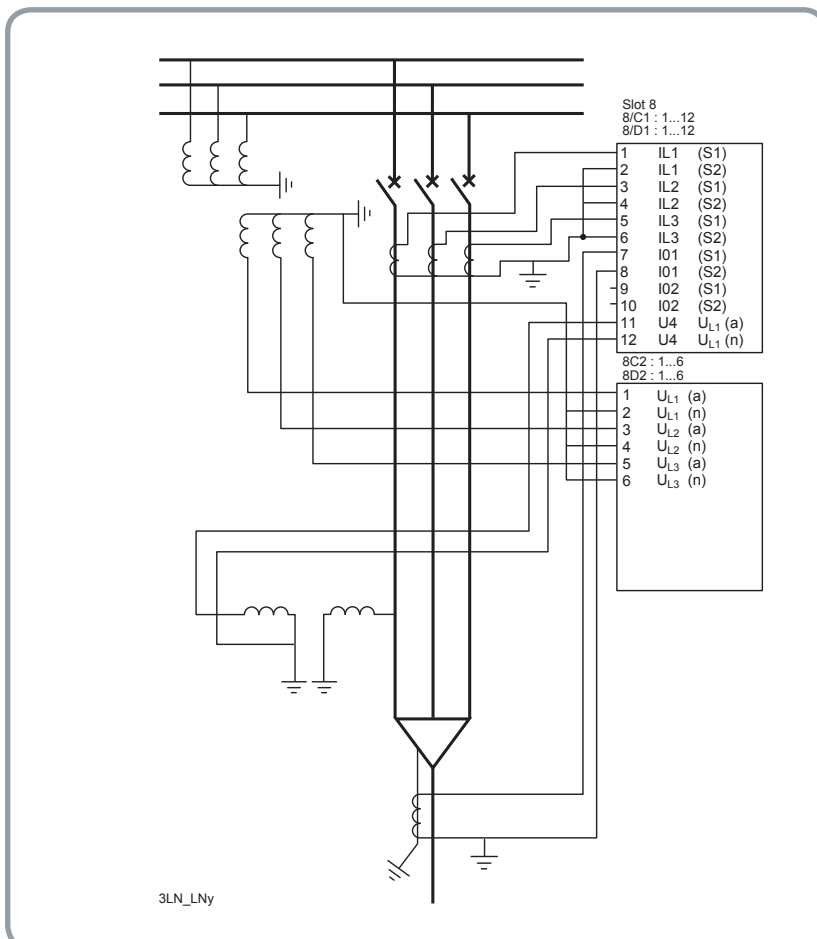 Slot 8
8/C1 : 1...12
8/D1 : 1...12
1 IL1 (S1)
2 IL1 (S2)
3 IL2 (S1)
4 IL2 (S2)
5 IL3 (S1)
6 IL3 (S2)
7 I01 (S1)
8 I01 (S2)
9 I02 (S1)
10 I02 (S2)
11 U4 UL1 (a)
12 U4 UL1 (n)
8C2 : 1...6
8D2 : 1...6
1 UL1 (a)
2 UL1 (n)
3 UL2 (a)
4 UL2 (n)
5 UL3 (a)
6 UL3 (n)
3LN_LNy